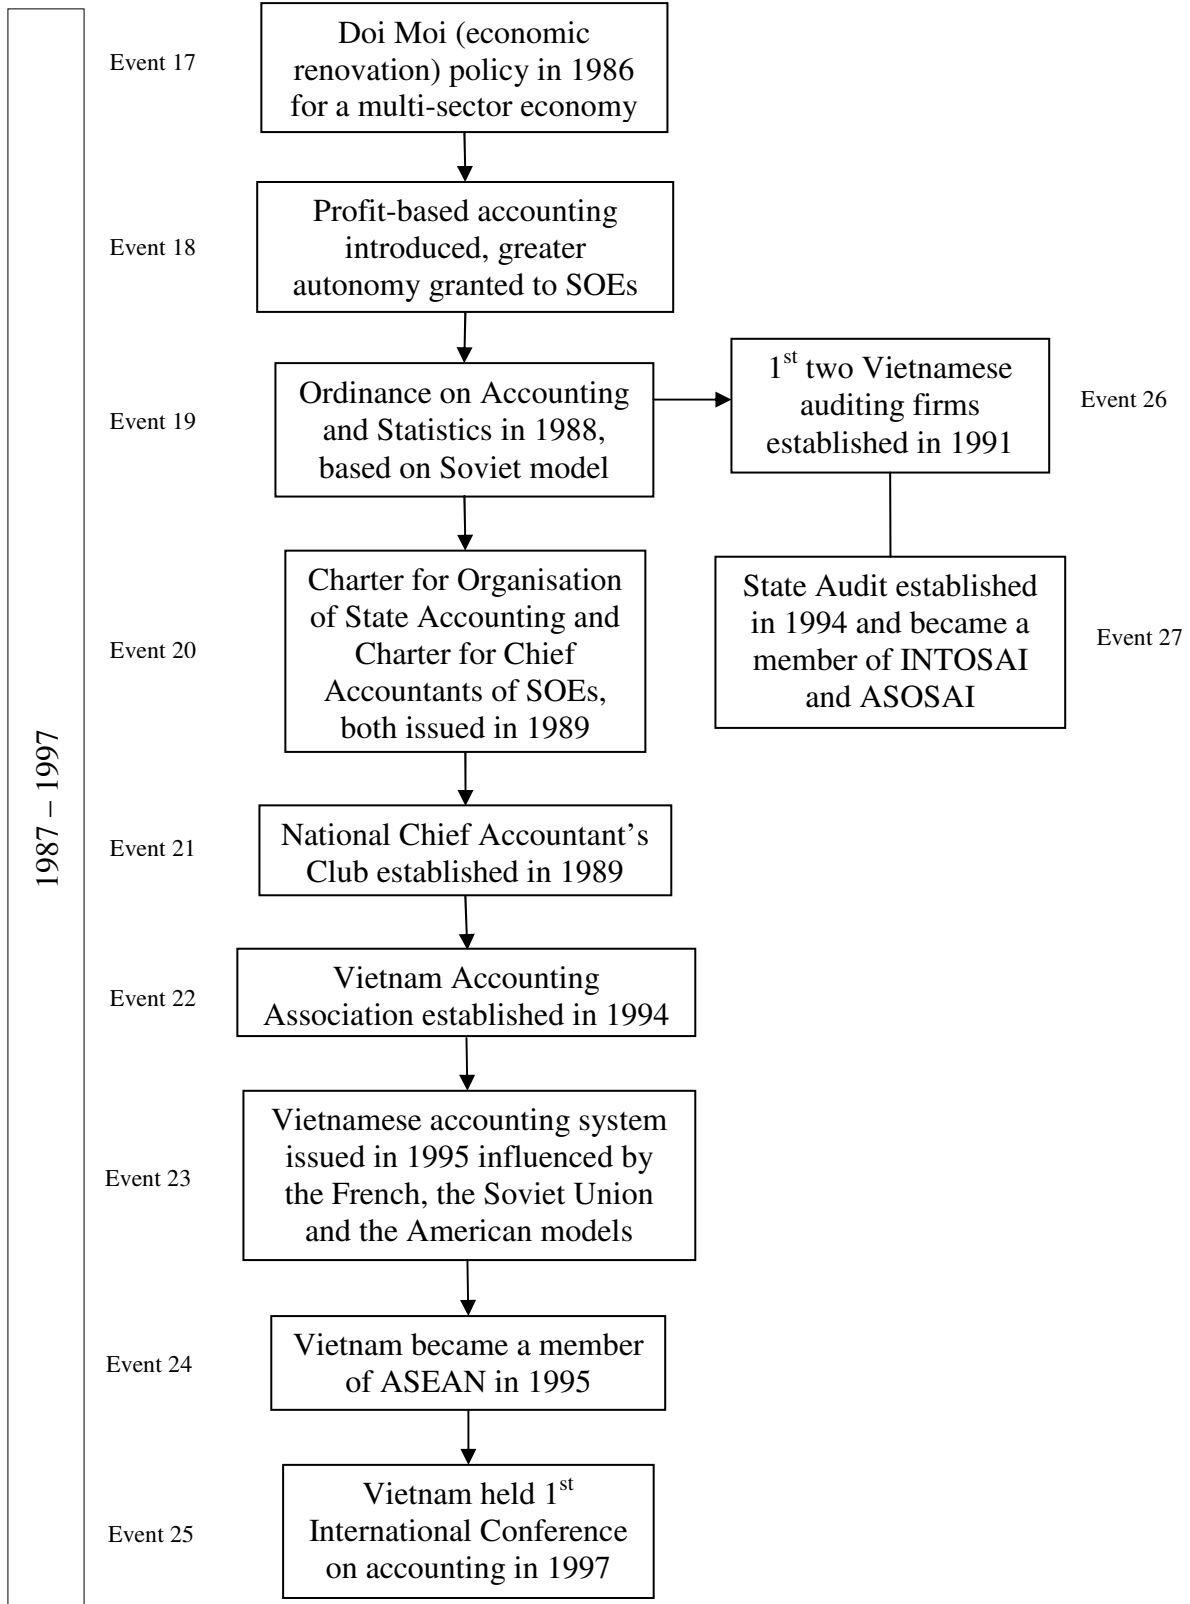 1987 – 1997
Event 17
Doi Moi (economic
renovation) policy in 1986
for a multi-sector economy
Event 18
Profit-based accounting
introduced, greater
autonomy granted to SOEs
Event 19
Ordinance on Accounting
and Statistics in 1988,
based on Soviet model
1st two Vietnamese
auditing firms
established in 1991
Event 26
Event 20
Charter for Organisation
of State Accounting and
Charter for Chief
Accountants of SOEs,
both issued in 1989
State Audit established
in 1994 and became a
member of INTOSAI
and ASOSAI
Event 27
Event 21
National Chief Accountant’s
Club established in 1989
Event 22
Vietnam Accounting
Association established in 1994
Event 23
Vietnamese accounting system
issued in 1995 influenced by
the French, the Soviet Union
and the American models
Event 24
Vietnam became a member
of ASEAN in 1995
Event 25
Vietnam held 1st
International Conference
on accounting in 1997